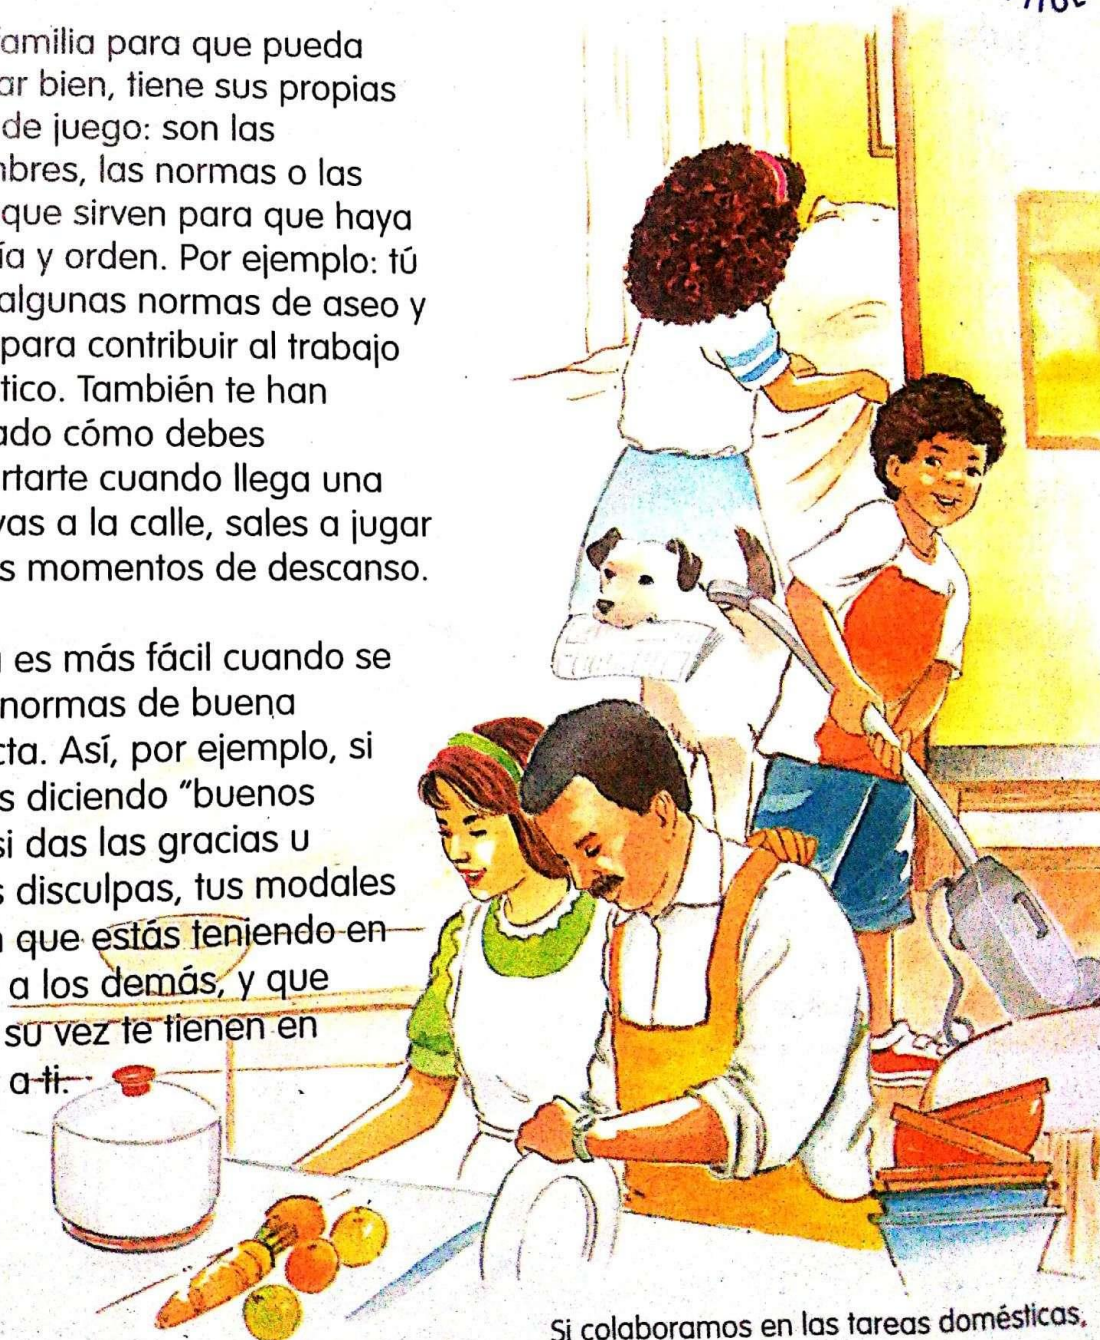 amilia para que pueda
ar bien, tiene sus propias
de juego: son las
bres, las normas o las
que sirven para que haya
ía y orden. Por ejemplo: tú
algunas normas de aseo y
para contribuir al trabajo
tico. También te han
ado cómo debes
rtarte cuando llega una
vas a la calle, sales a jugar
s momentos de descanso.
es más fácil cuando se
normas de buena
cta. Así, por ejemplo, si
s diciendo “buenos
si das las gracias u
s disculpas, tus modales
que estás teniendo en
a los demás, y que
su vez te tienen en
a ti.
Si colaboramos en las tareas domésticas,